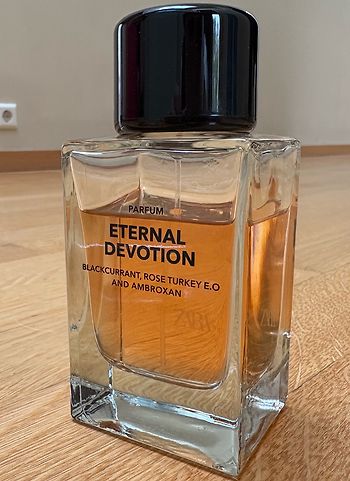 PARFUM
ETERNAL
DEVOTION
BLACKCURRANT, ROSE TURKEY E.O
AND AMBROXAN